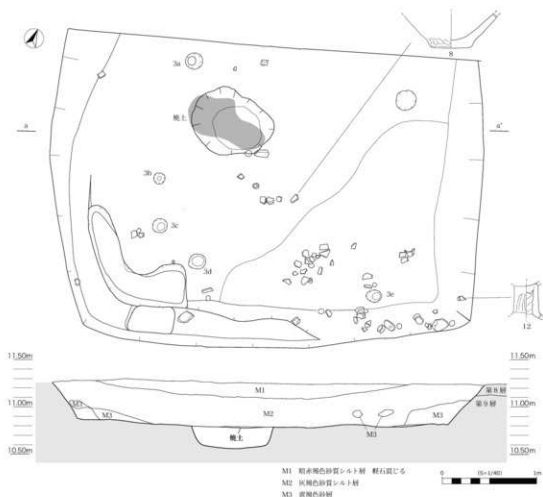 8
3a
6
焼土
a
a'
3b
3c
8
3d
3e
12
11.50m
11.50m
M1
第8層
11.00m
11.00m
M3
M3
M2
M3
第9層
M3
焼土
10.50m
10.50m
M1 暗赤褐色砂質シルト層 軽石混じる
M2 灰褐色砂質シルト層
M3 黄褐色砂層
0
(S=1/40)
1m